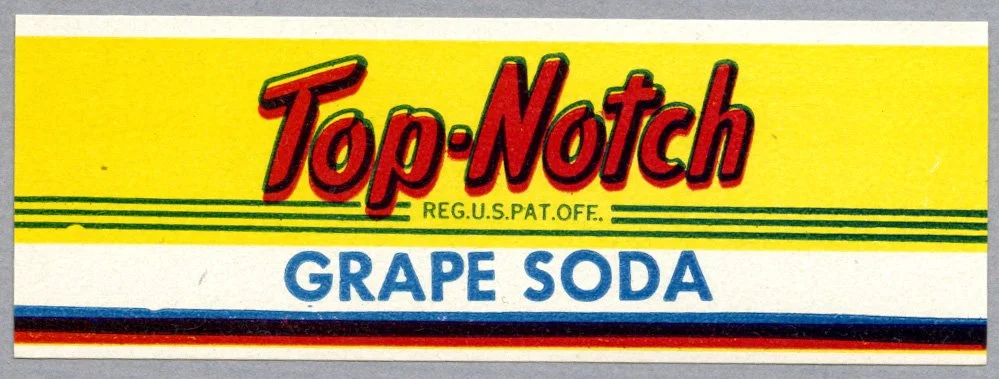 Top-Notch
REG.U.S.PAT.OFF.
GRAPE SODA